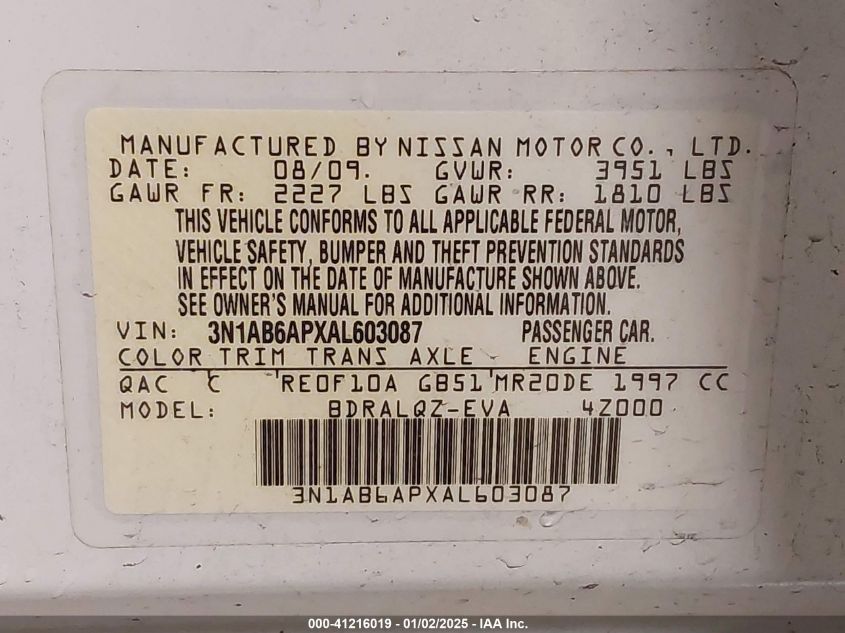 MANUFACTURED BY NISSAN MOTOR CO., LTD.
DATE: 08/09. GVWR: 3951 LBS
GAWR FR: 2227 LBS GAWR RR: 1810 LBS
THIS VEHICLE CONFORMS TO ALL APPLICABLE FEDERAL MOTOR,
VEHICLE SAFETY, BUMPER AND THEFT PREVENTION STANDARDS
IN EFFECT ON THE DATE OF MANUFACTURE SHOWN ABOVE.
SEE OWNER'S MANUAL FOR ADDITIONAL INFORMATION.
VIN: 3N1AB6APXAL603087 PASSENGER CAR.
COLOR TRIM TRANS AXLE ENGINE
QAC C RE0F10A GB51 MR20DE 1997 CC
MODEL: BDRALQZ-EVA 4Z000
3N1AB6APXAL603087
000-41216019 - 01/02/2025 - EVA Inc.